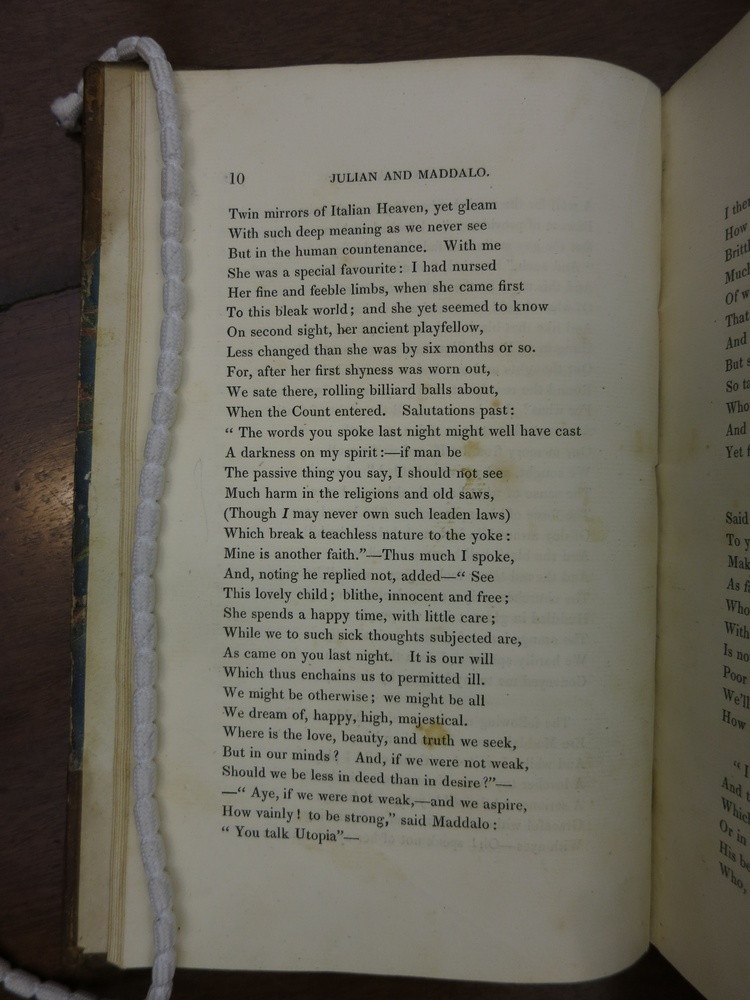 10 JULIAN AND MADDALO.
Twin mirrors of Italian Heaven, yet gleam
With such deep meaning as we never see
But in the human countenance. With me
She was a special favourite: I had nursed
Her fine and feeble limbs, when she came first
To this bleak world; and she yet seemed to know
On second sight, her ancient playfellow,
Less changed than she was by six months or so.
For, after her first shyness was worn out,
We sate there, rolling billiard balls about,
When the Count entered. Salutations past:
“ The words you spoke last night might well have cast
A darkness on my spirit:—if man be
The passive thing you say, I should not see
Much harm in the religions and old saws,
(Though I may never own such leaden laws)
Which break a teachless nature to the yoke:
Mine is another faith.”—Thus much I spoke,
And, noting he replied not, added—“ See
This lovely child; blithe, innocent and free;
She spends a happy time, with little care;
While we to such sick thoughts subjected are,
As came on you last night. It is our will
Which thus enchains us to permitted ill.
We might be otherwise; we might be all
We dream of, happy, high, majestical.
Where is the love, beauty, and truth we seek,
But in our minds? And, if we were not weak,
Should we be less in deed than in desire?”—
—“ Aye, if we were not weak,—and we aspire,
How vainly! to be strong,” said Maddalo:
“ You talk Utopia”—
I
How
Of
That
And
But
So
Who
And
Yet
Said
To
As
Who
With
Is
Poor
We'll
How
“ I
And
Which
Or in
His
Who,